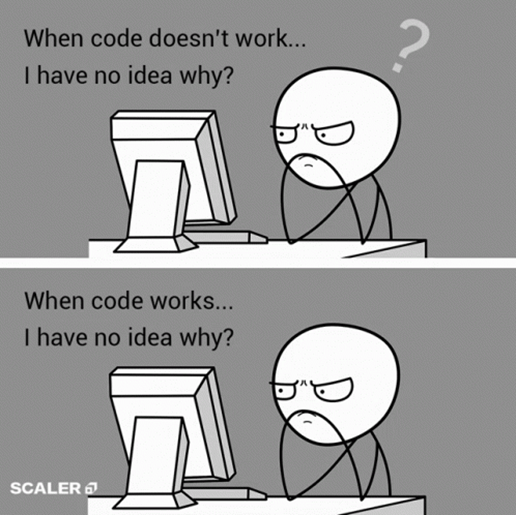 When code doesn't work...
I have no idea why?
?
When code works...
I have no idea why?
SCALER